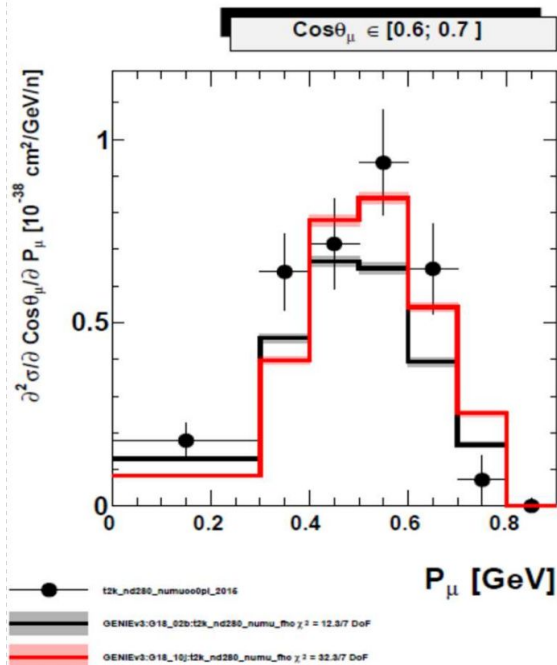 Cosθμ ∈ [0.6; 0.7 ]
∂² σ/∂ Cosθμ/∂ Pμ [10⁻³⁸ cm²/GeV/n]
1
0.5
0
0 0.2 0.4 0.6 0.8
Pμ [GeV]
t2k_nd280_numucc0pi_2015
GENIEv3:G18_02b:t2k_nd280_numu_fhc χ² = 12.3/7 DoF
GENIEv3:G18_10j:t2k_nd280_numu_fhc χ² = 32.3/7 DoF